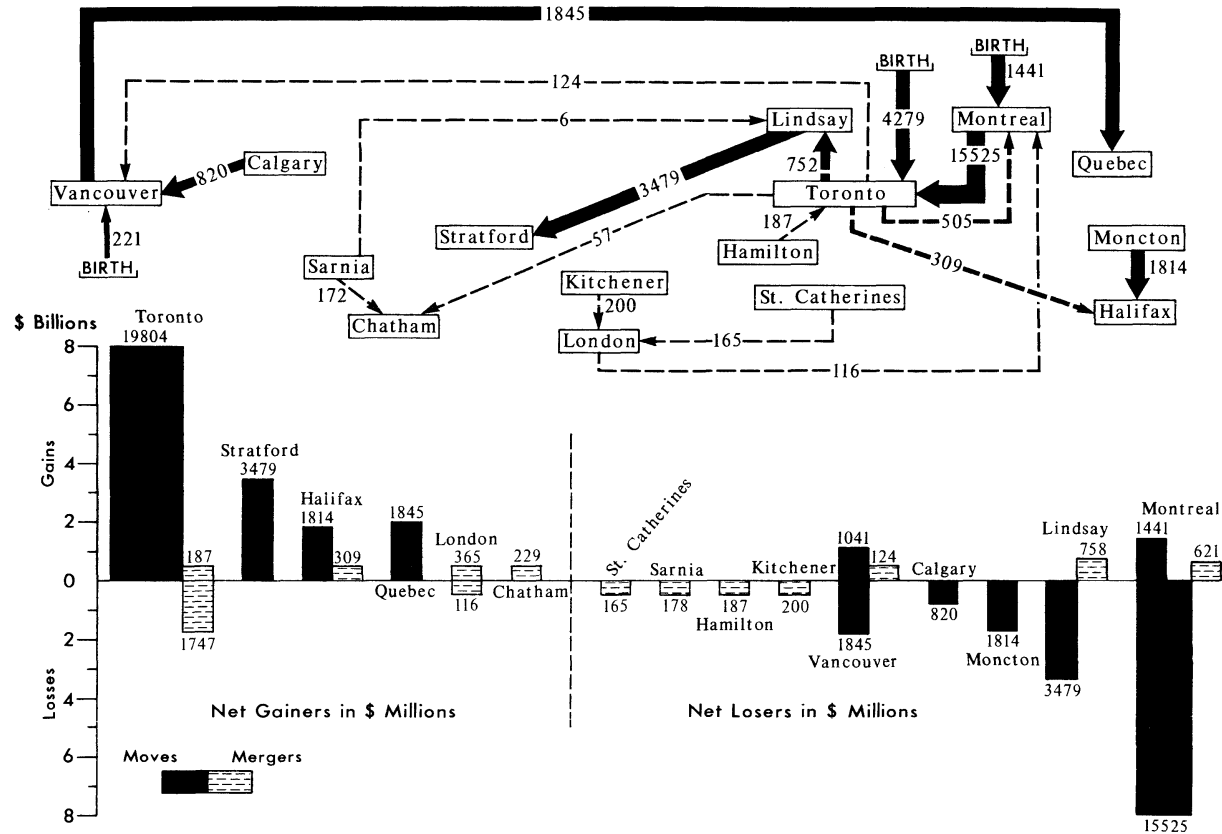 1845
BIRTH
BIRTH
1441
124
4279
Lindsay
Montreal
6
15525
Calgary
820
752
3479
Quebec
Vancouver
Toronto
187
505
57
221
Stratford
Hamilton
309
Moncton
BIRTH
Sarnia
1814
172
Kitchener
200
St. Catherines
Chatham
Halifax
London
165
116
$ Billions
Toronto
19804
8
6
4
2
0
2
4
6
8
Gains
Losses
187
1747
Stratford
3479
Halifax
1814
309
1845
Quebec
London
365
116
229
Chatham
St. Catherines
165
Sarnia
178
187
Hamilton
Kitchener
200
1041
124
1845
Vancouver
Calgary
820
1814
Moncton
Lindsay
758
3479
Montreal
1441
621
15525
Net Gainers in $ Millions
Net Losers in $ Millions
Moves
Mergers